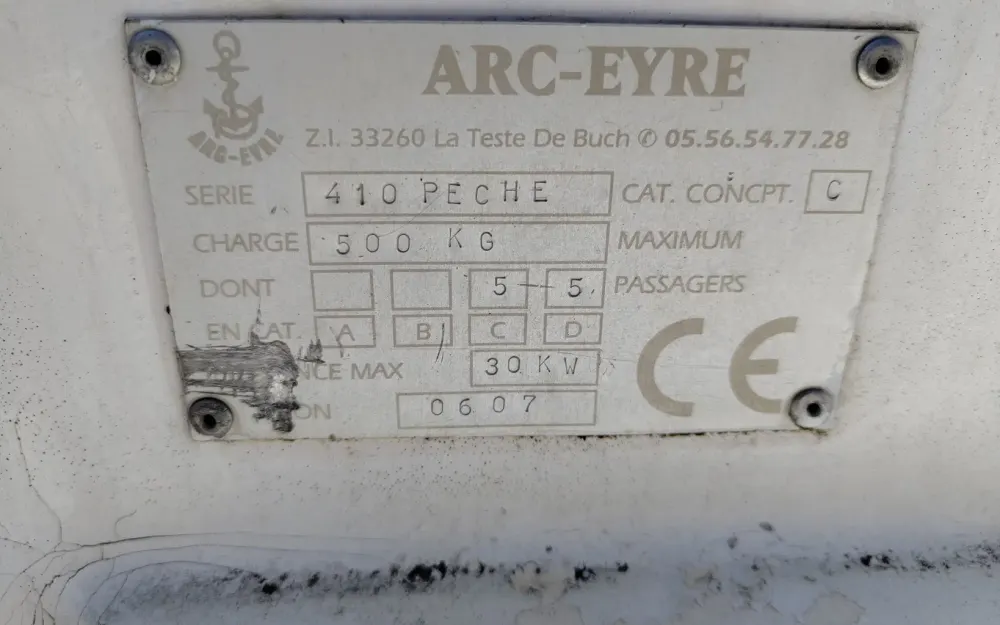 ARC-EYRE
ARC-EYRE
Z.I. 33260 La Teste De Buch ✆ 05.56.54.77.28
SERIE 410 PECHE CAT. CONCPT. C
CHARGE 500 KG MAXIMUM
DONT 5 - 5 PASSAGERS
EN CAT. A B C D
NCE MAX 30 KW
ON 0607
CE